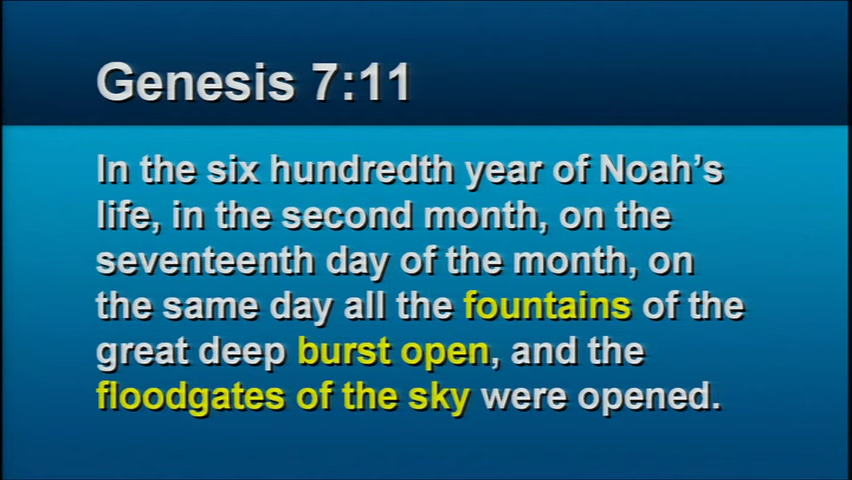 Genesis 7:11
In the six hundredth year of Noah's
life, in the second month, on the
seventeenth day of the month, on
the same day all the fountains of the
great deep burst open, and the
floodgates of the sky were opened.